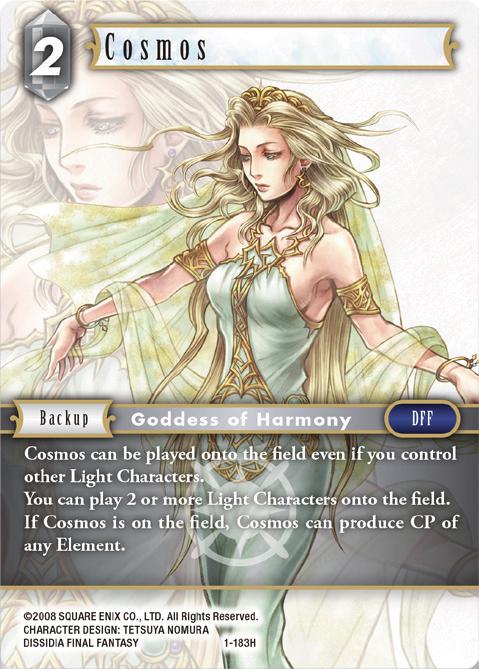 2
Cosmos
Backup
Goddess of Harmony
DFF
Cosmos can be played onto the field even if you control
other Light Characters.
You can play 2 or more Light Characters onto the field.
If Cosmos is on the field, Cosmos can produce CP of
any Element.
©2008 SQUARE ENIX CO., LTD. All Rights Reserved.
CHARACTER DESIGN: TETSUYA NOMURA
DISSIDIA FINAL FANTASY
1-183H